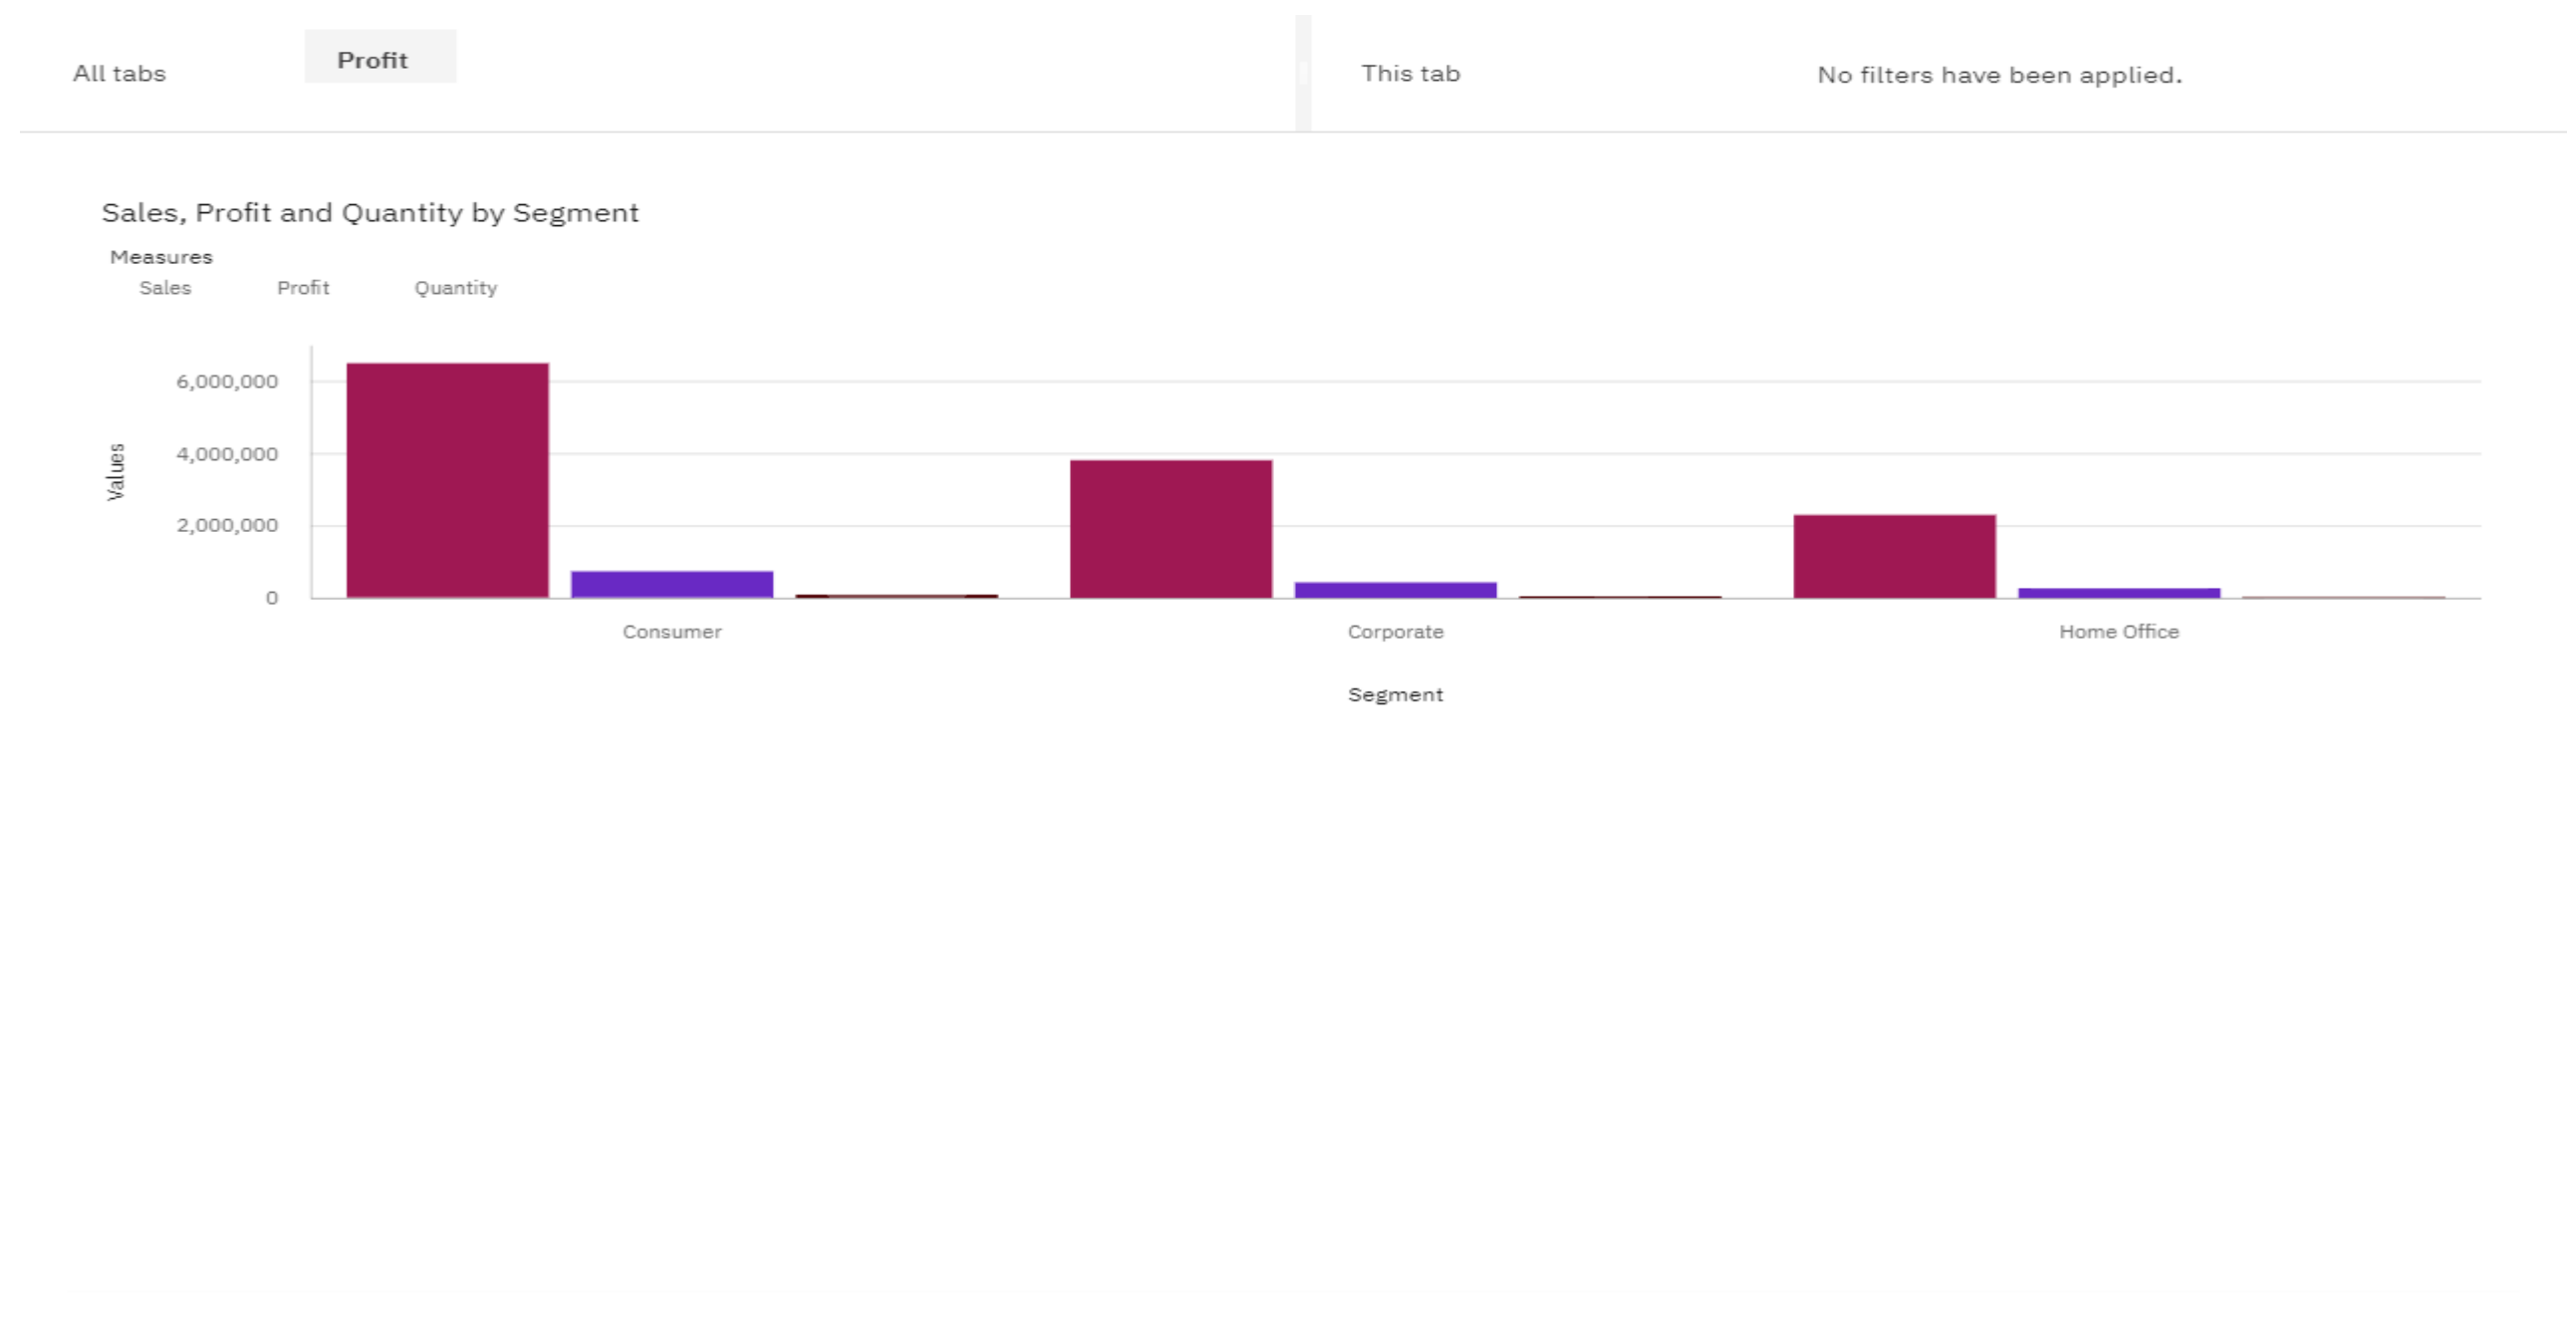 All tabs Profit This tab No filters have been applied.
Sales, Profit and Quantity by Segment
Measures
Sales Profit Quantity
6,000,000
4,000,000
2,000,000
0
Values
Consumer Corporate Home Office
Segment